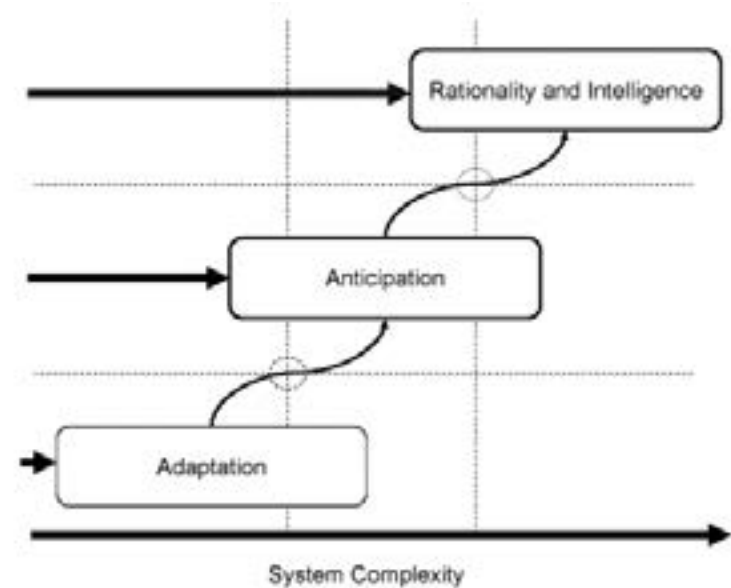 Rationality and Intelligence
Anticipation
Adaptation
System Complexity